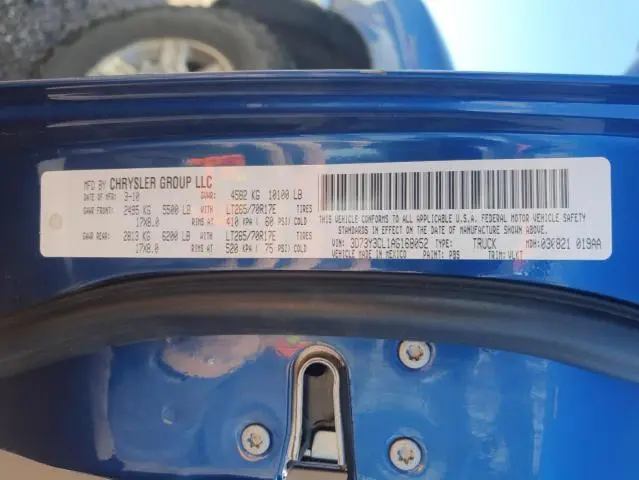 MFD BY CHRYSLER GROUP LLC
DATE OF MFR: 3-10 GVWR: 4582 KG 10100 LB
GAWR FRONT: 2495 KG 5500 LB WITH LT265/70R17E TIRES
17X8.0 RIMS AT 410 KPA ( 60 PSI) COLD
GAWR REAR: 2813 KG 6200 LB WITH LT265/70R17E TIRES
17X8.0 RIMS AT 520 KPA ( 75 PSI) COLD
THIS VEHICLE CONFORMS TO ALL APPLICABLE U.S.A. FEDERAL MOTOR VEHICLE SAFETY
STANDARDS IN EFFECT ON THE DATE OF MANUFACTURE SHOWN ABOVE.
VIN: 3D73Y3CL1AG168052 TYPE: TRUCK MDH: 019AA
VEHICLE MADE IN MEXICO PAINT: PBS TRIM: